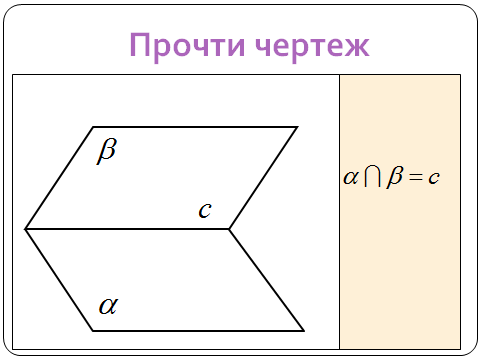 Прочти чертеж
β
c
α ⋂ β = c
α